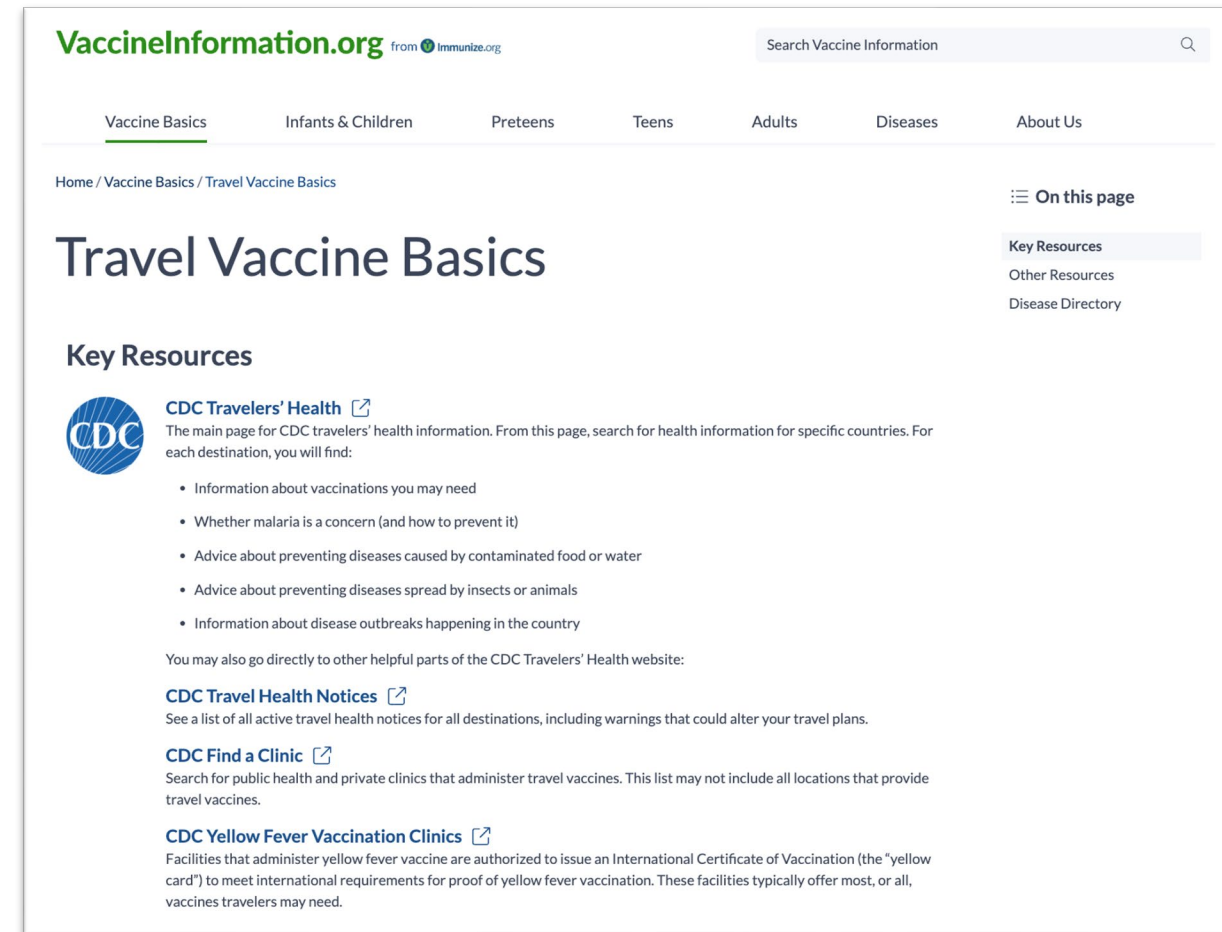 VaccineInformation.org from Immunize.org
Search Vaccine Information
Vaccine Basics Infants & Children Preteens Teens Adults Diseases About Us
Home / Vaccine Basics / Travel Vaccine Basics
On this page
Key Resources
Other Resources
Disease Directory
Travel Vaccine Basics
Key Resources
CDC
CDC Travelers’ Health
The main page for CDC travelers’ health information. From this page, search for health information for specific countries. For
each destination, you will find:
• Information about vaccinations you may need
• Whether malaria is a concern (and how to prevent it)
• Advice about preventing diseases caused by contaminated food or water
• Advice about preventing diseases spread by insects or animals
• Information about disease outbreaks happening in the country
You may also go directly to other helpful parts of the CDC Travelers’ Health website:
CDC Travel Health Notices
See a list of all active travel health notices for all destinations, including warnings that could alter your travel plans.
CDC Find a Clinic
Search for public health and private clinics that administer travel vaccines. This list may not include all locations that provide
travel vaccines.
CDC Yellow Fever Vaccination Clinics
Facilities that administer yellow fever vaccine are authorized to issue an International Certificate of Vaccination (the “yellow
card”) to meet international requirements for proof of yellow fever vaccination. These facilities typically offer most, or all,
vaccines travelers may need.